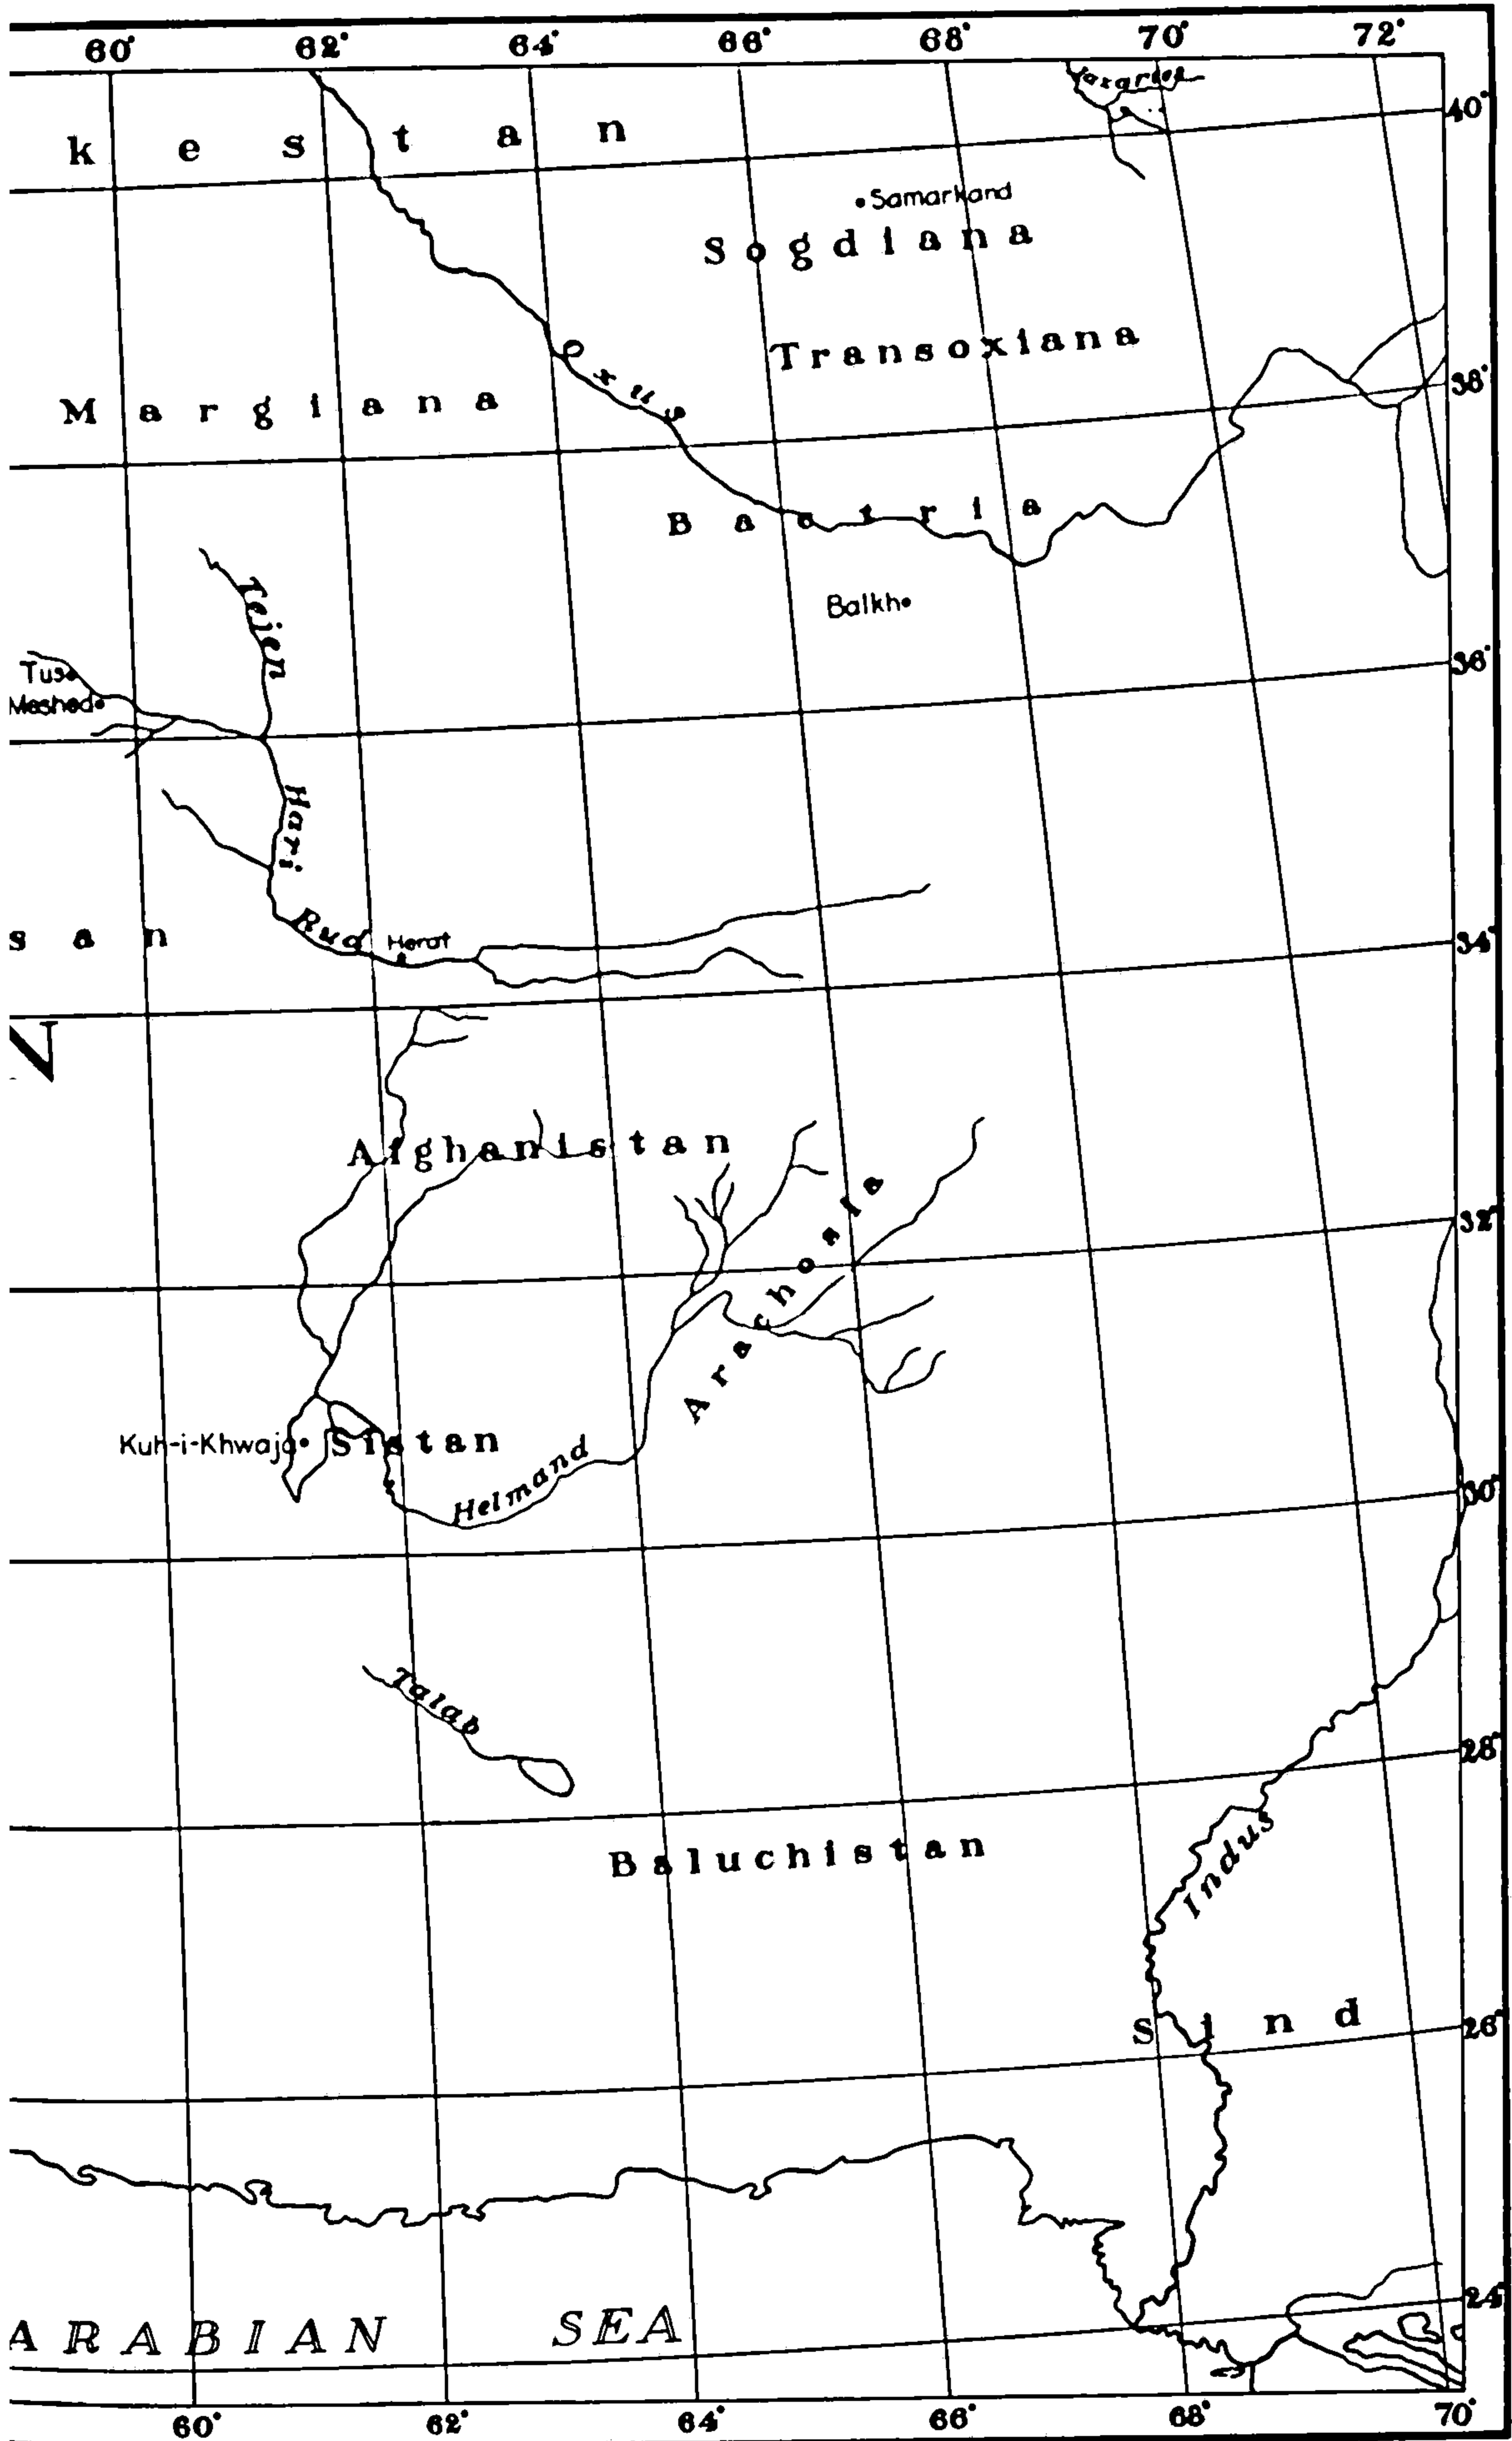 60° 62° 64° 66° 68° 70° 72°
Yaxartes
40°
k e s t a n
Samarkand
Sogdiana
Transoxiana
38°
Oxus
Margiana
Bactria
Balkh
Tejen
36°
Tus
Meshed
Hari
Rud
Herat
s a n
34°
N
Afghanistan
Arachosia
32°
Kuh-i-Khwaja
Sistan
Helmand
30°
Talab
28°
Baluchistan
Indus
Sind
26°
24°
ARABIAN SEA
60° 62° 64° 66° 68° 70°